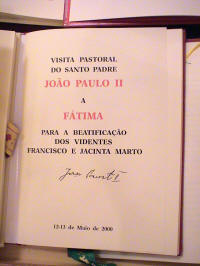 VISITA PASTORAL
DO SANTO PADRE
JOÃO PAULO II
A
FÁTIMA
PARA A BEATIFICAÇÃO
DOS VIDENTES
FRANCISCO E JACINTA MARTO
12-13 de Maio de 2000